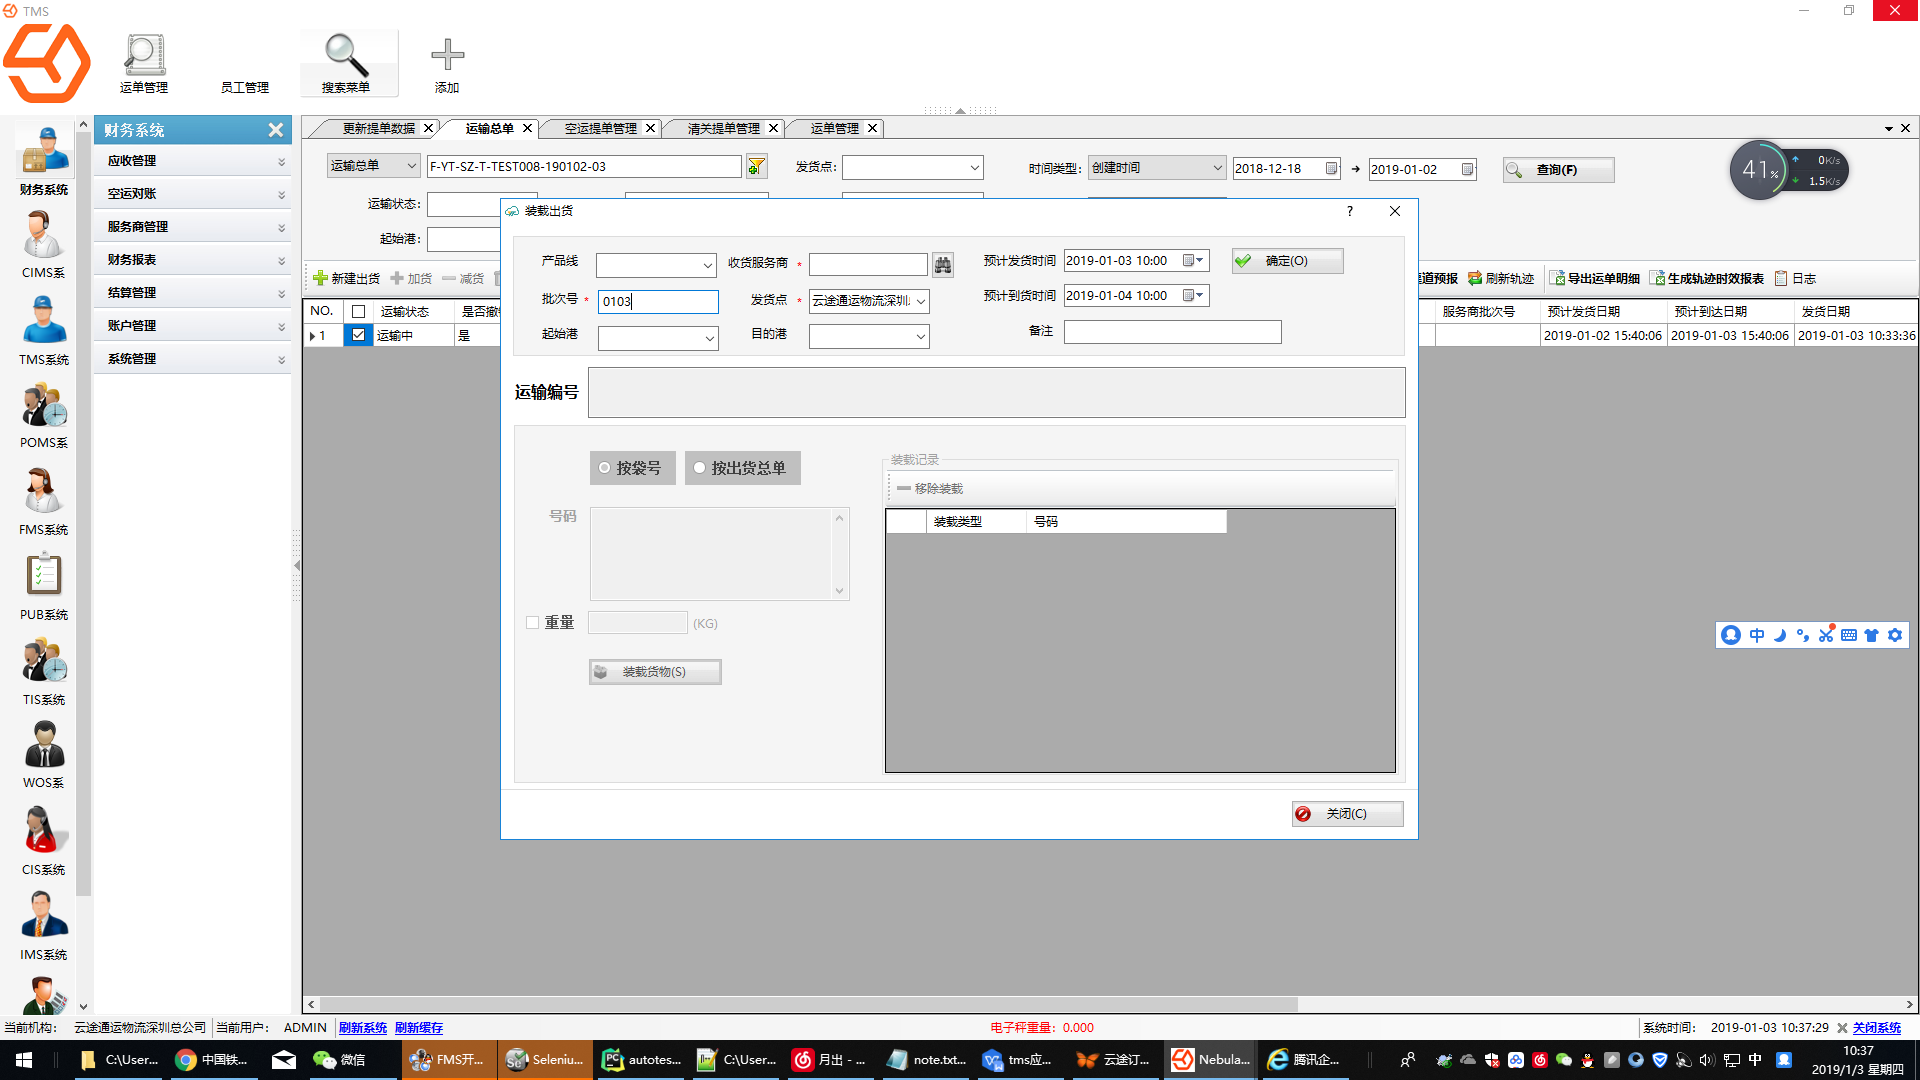 TMS
运单管理
员工管理
搜索菜单
添加
财务系统
更新提单数据
运输总单
空运提单管理
清关提单管理
运单管理
应收管理
空运对账
服务商管理
财务报表
结算管理
账户管理
系统管理
财务系统
CIMS系
TMS系统
POMS系
FMS系统
PUB系统
TIS系统
WOS系
CIS系统
IMS系统
运输总单
F-YT-SZ-T-TEST008-190102-03
发货点:
时间类型:
创建时间
2018-12-18
2019-01-02
查询(F)
41%
0K/s
1.5K/s
运输状态:
起始港:
新建出货
加货
减货
道预报
刷新轨迹
导出运单明细
生成轨迹时效报表
日志
NO.
运输状态
是否撤
服务商批次号
预计发货日期
预计到达日期
发货日期
1
运输中
是
2019-01-02 15:40:06
2019-01-03 15:40:06
2019-01-03 10:33:36
装载出货
?
产品线
收货服务商 *
预计发货时间
2019-01-03 10:00
确定(O)
批次号 *
0103
发货点 *
云途通运物流深圳
预计到货时间
2019-01-04 10:00
起始港
目的港
备注
运输编号
按袋号
按出货总单
号码
重量
(KG)
装载货物(S)
装载记录
移除装载
装载类型
号码
关闭(C)
中
当前机构:
云途通运物流深圳总公司
当前用户:
ADMIN
刷新系统
刷新缓存
电子秤重量: 0.000
系统时间:
2019-01-03 10:37:29
关闭系统
C:\User...
中国铁...
微信
FMS开...
Seleniu...
autotes...
C:\User...
月出 - ...
note.txt...
tms应...
云途订...
Nebula...
腾讯企...
中
10:37
2019/1/3 星期四